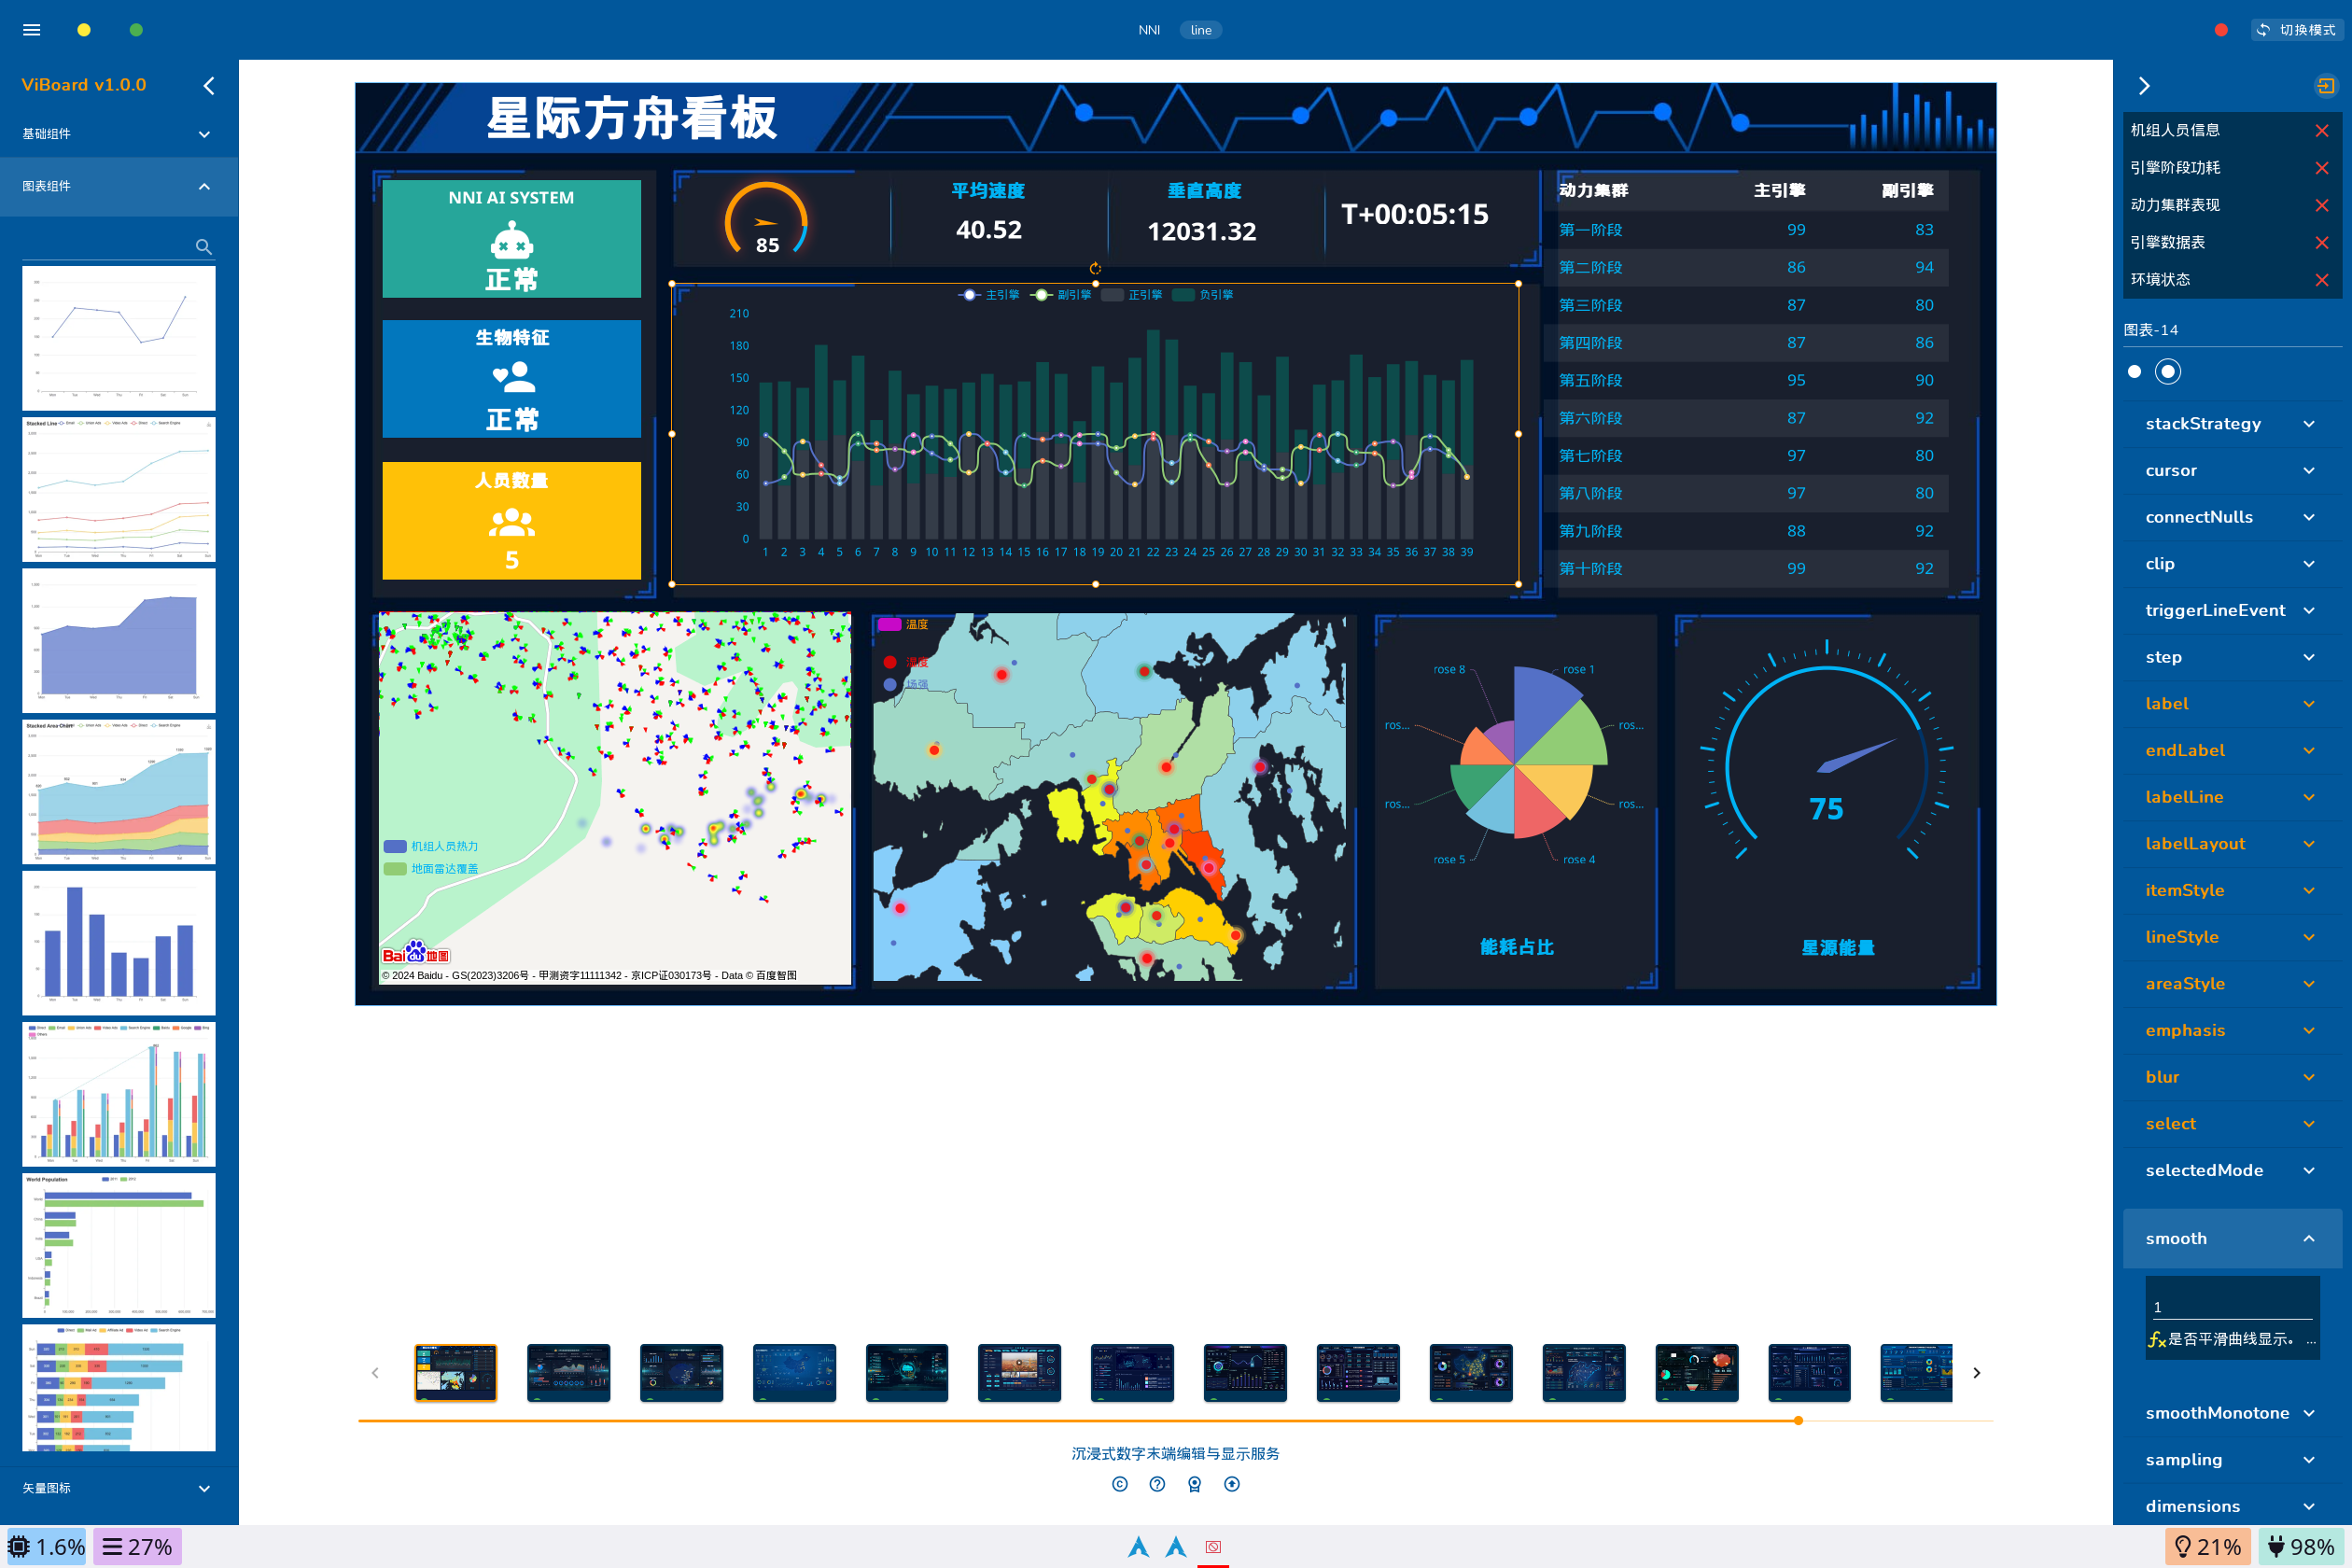 NNI line
切换模式
ViBoard v1.0.0
基础组件
图表组件
矢量图标
星际方舟看板
NNI AI SYSTEM
正常
生物特征
正常
人员数量
5
85
平均速度
40.52
垂直高度
12031.32
T+00:05:15
主引擎 副引擎 正引擎 负引擎
210
180
150
120
90
60
30
0
1 2 3 4 5 6 7 8 9 10 11 12 13 14 15 16 17 18 19 20 21 22 23 24 25 26 27 28 29 30 31 32 33 34 35 36 37 38 39
动力集群 主引擎 副引擎
第一阶段 99 83
第二阶段 86 94
第三阶段 87 80
第四阶段 87 86
第五阶段 95 90
第六阶段 87 92
第七阶段 97 80
第八阶段 97 80
第九阶段 88 92
第十阶段 99 92
机组人员热力
地面雷达覆盖
Bai du 地图
© 2024 Baidu - GS(2023)3206号 - 甲测资字11111342 - 京ICP证030173号 - Data © 百度智图
温度
湿度
场强
rose 8 rose 1
ros... ros...
ros... ros...
rose 5 rose 4
能耗占比
75
星源能量
沉浸式数字末端编辑与显示服务
机组人员信息
引擎阶段功耗
动力集群表现
引擎数据表
环境状态
图表-14
stackStrategy
cursor
connectNulls
clip
triggerLineEvent
step
label
endLabel
labelLine
labelLayout
itemStyle
lineStyle
areaStyle
emphasis
blur
select
selectedMode
smooth
1
fx是否平滑曲线显示。 ...
smoothMonotone
sampling
dimensions
1.6% 27%
21% 98%